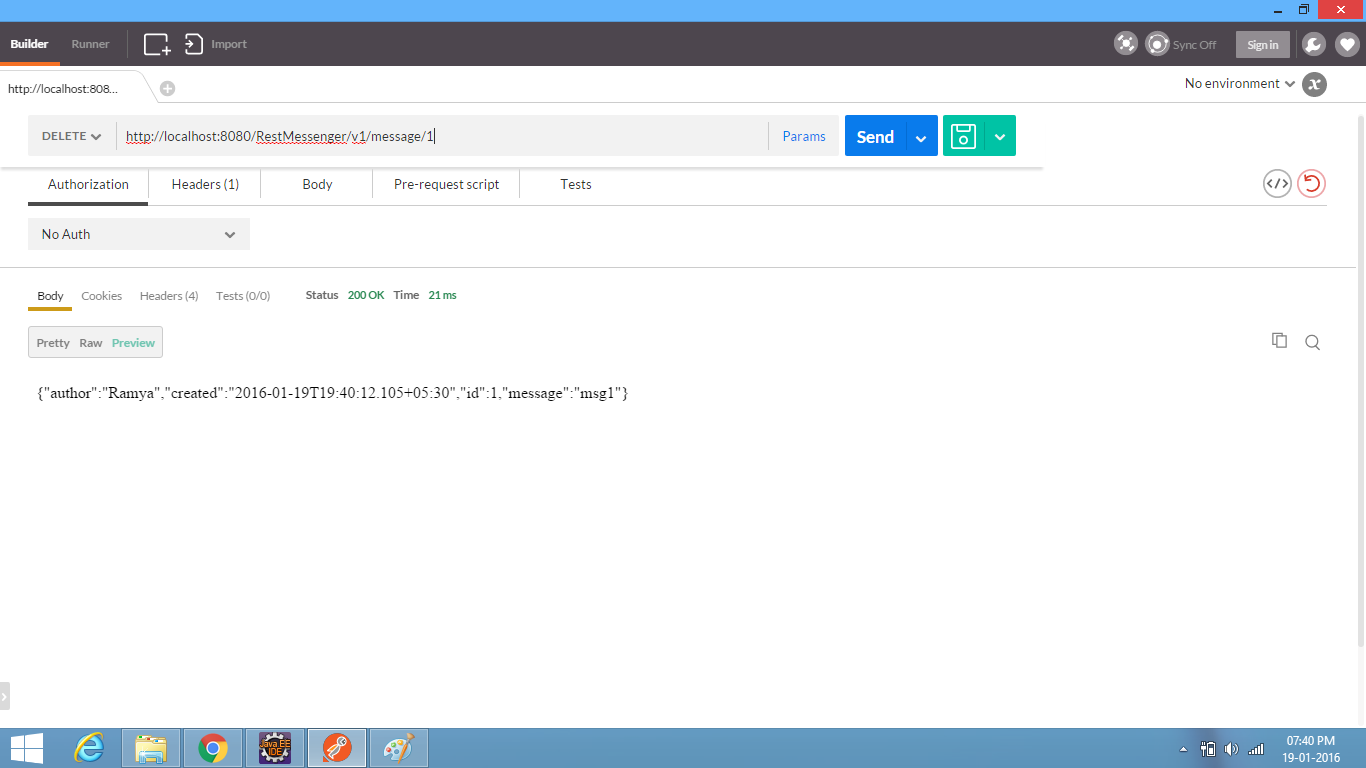 Builder Runner Import Sync Off Sign in
http://localhost:808... No environment
DELETE http://localhost:8080/RestMessenger/v1/message/1 Params Send
Authorization Headers (1) Body Pre-request script Tests
No Auth
Body Cookies Headers (4) Tests (0/0) Status 200 OK Time 21 ms
Pretty Raw Preview
{"author":"Ramya","created":"2016-01-19T19:40:12.105+05:30","id":1,"message":"msg1"}
Java EE
IDE
07:40 PM
19-01-2016